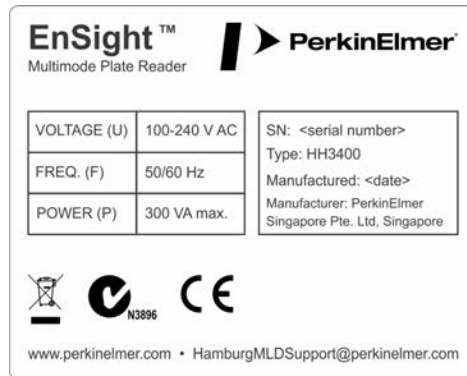 EnSight™
Multimode Plate Reader
PerkinElmer®
VOLTAGE (U) 100-240 V AC
FREQ. (F) 50/60 Hz
POWER (P) 300 VA max.
SN: <serial number>
Type: HH3400
Manufactured: <date>
Manufacturer: PerkinElmer
Singapore Pte. Ltd, Singapore
N3896
CE
www.perkinelmer.com • HamburgMLDSupport@perkinelmer.com